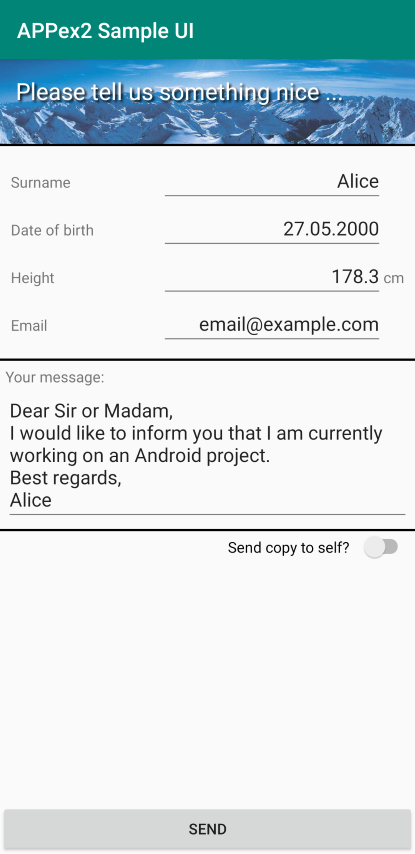 APPex2 Sample UI
Please tell us something nice ...
Surname Alice
Date of birth 27.05.2000
Height 178.3 cm
Email email@example.com
Your message:
Dear Sir or Madam,
I would like to inform you that I am currently
working on an Android project.
Best regards,
Alice
Send copy to self?
SEND